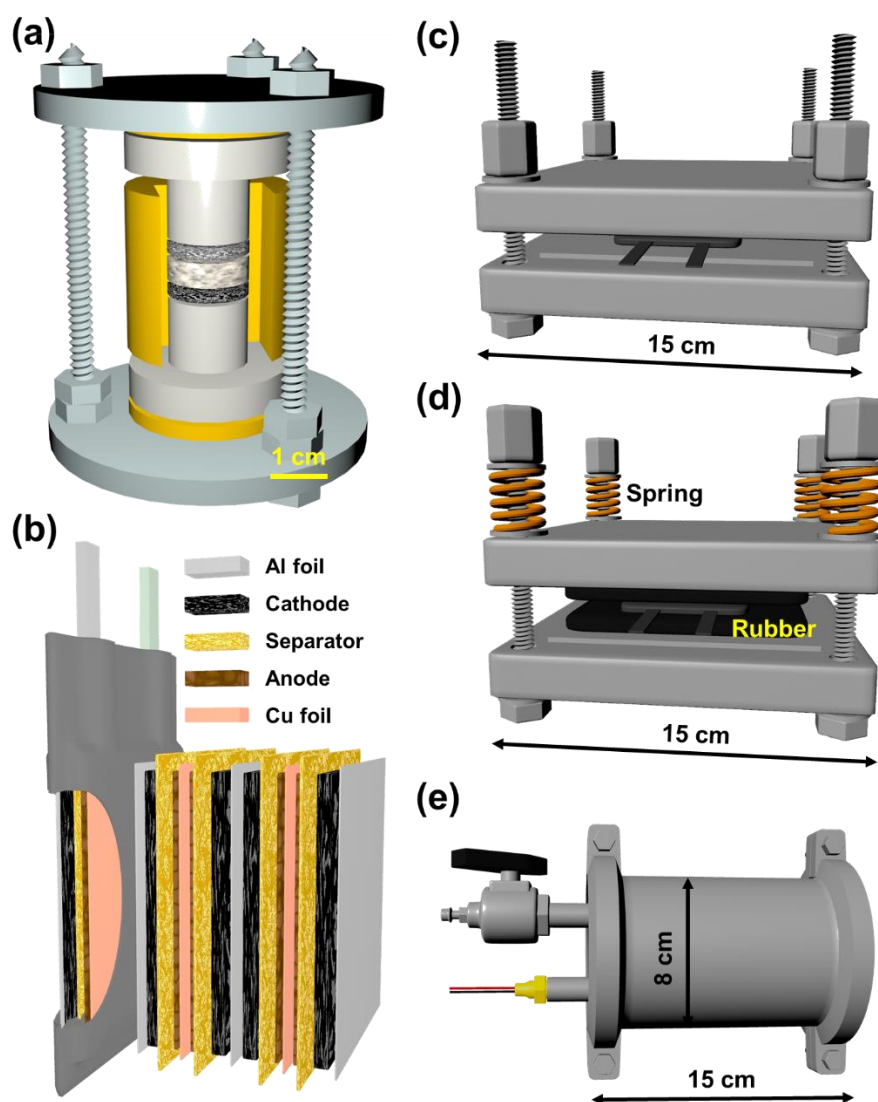 (a)
1 cm
(b)
Al foil
Cathode
Separator
Anode
Cu foil
(c)
15 cm
(d)
Spring
Rubber
15 cm
(e)
8 cm
15 cm